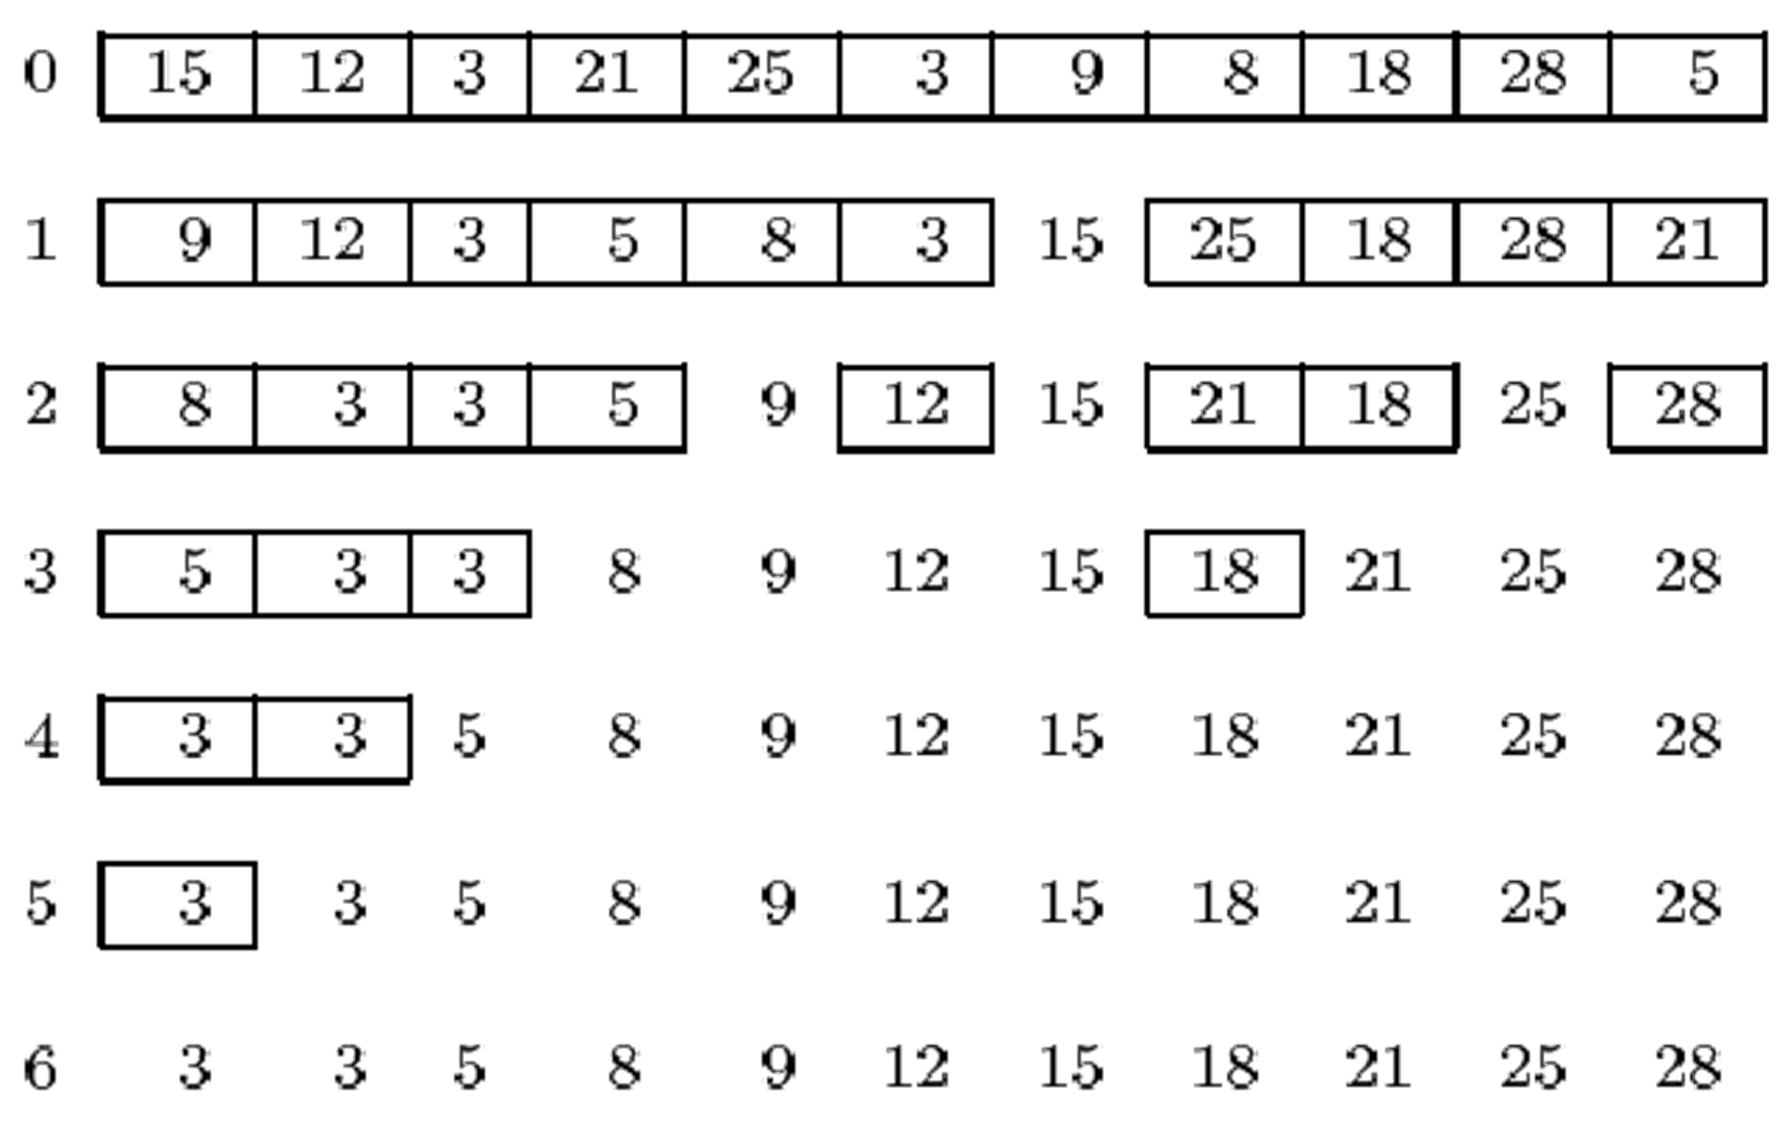 0 15 12 3 21 25 3 9 8 18 28 5
1 9 12 3 5 8 3 15 25 18 28 21
2 8 3 3 5 9 12 15 21 18 25 28
3 5 3 3 8 9 12 15 18 21 25 28
4 3 3 5 8 9 12 15 18 21 25 28
5 3 3 5 8 9 12 15 18 21 25 28
6 3 3 5 8 9 12 15 18 21 25 28